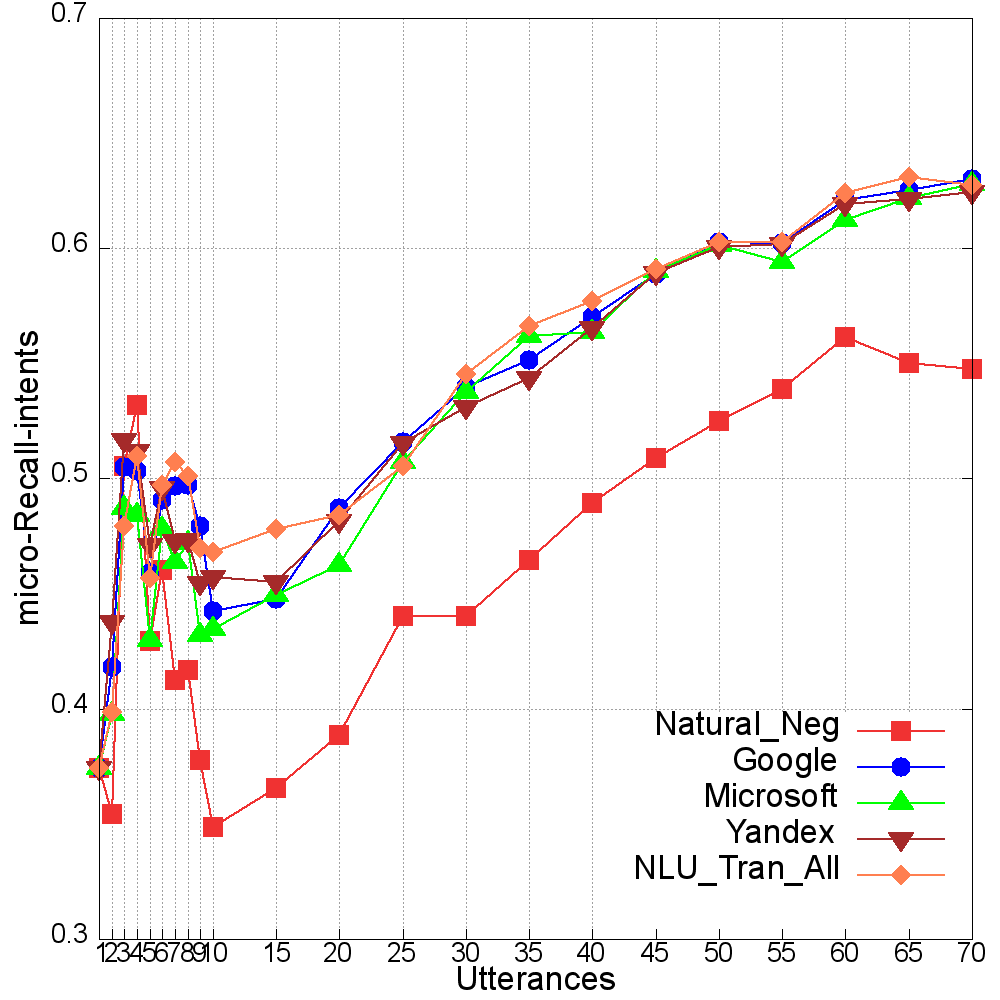 0.7
0.6
0.5
0.4
0.3
micro-Recall-intents
Natural_Neg
Google
Microsoft
Yandex
NLU_Tran_All
1 2 3 4 5 6 7 8 9 10 15 20 25 30 35 40 45 50 55 60 65 70
Utterances